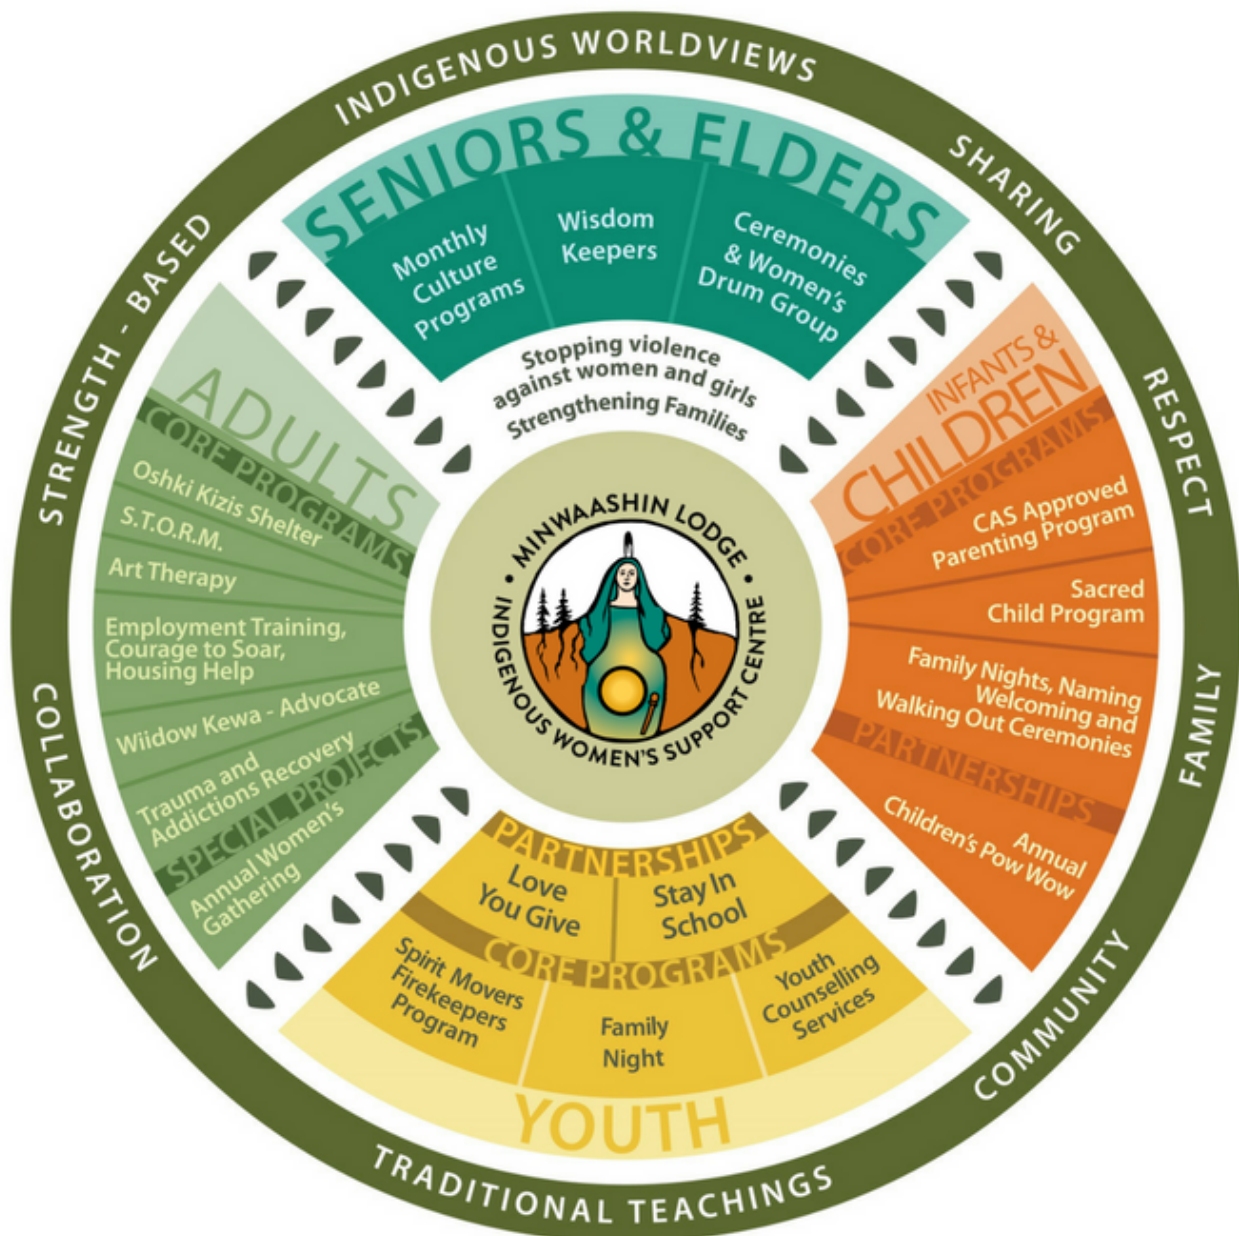 INDIGENOUS WORLDVIEWS
SHARING
RESPECT
FAMILY
COMMUNITY
TRADITIONAL TEACHINGS
COLLABORATION
STRENGTH - BASED
SENIORS & ELDERS
Monthly
Culture
Programs
Wisdom
Keepers
Ceremonies
& Women's
Drum Group
Stopping violence
against women and girls
Strengthening Families
INFANTS &
CHILDREN
CORE PROGRAMS
CAS Approved
Parenting Program
Sacred
Child Program
Family Nights, Naming
Welcoming and
Walking Out Ceremonies
PARTNERSHIPS
Annual
Children's Pow Wow
PARTNERSHIPS
Love
You Give
Stay In
School
CORE PROGRAMS
Spirit Movers
Firekeepers
Program
Family
Night
Youth
Counselling
Services
YOUTH
ADULTS
CORE PROGRAMS
Oshki Kizis Shelter
S.T.O.R.M.
Art Therapy
Employment Training,
Courage to Soar,
Housing Help
Wiidow Kewa - Advocate
Trauma and
Addictions Recovery
SPECIAL PROJECTS
Annual Women's
Gathering
• MINWAASHIN LODGE •
INDIGENOUS WOMEN'S SUPPORT CENTRE